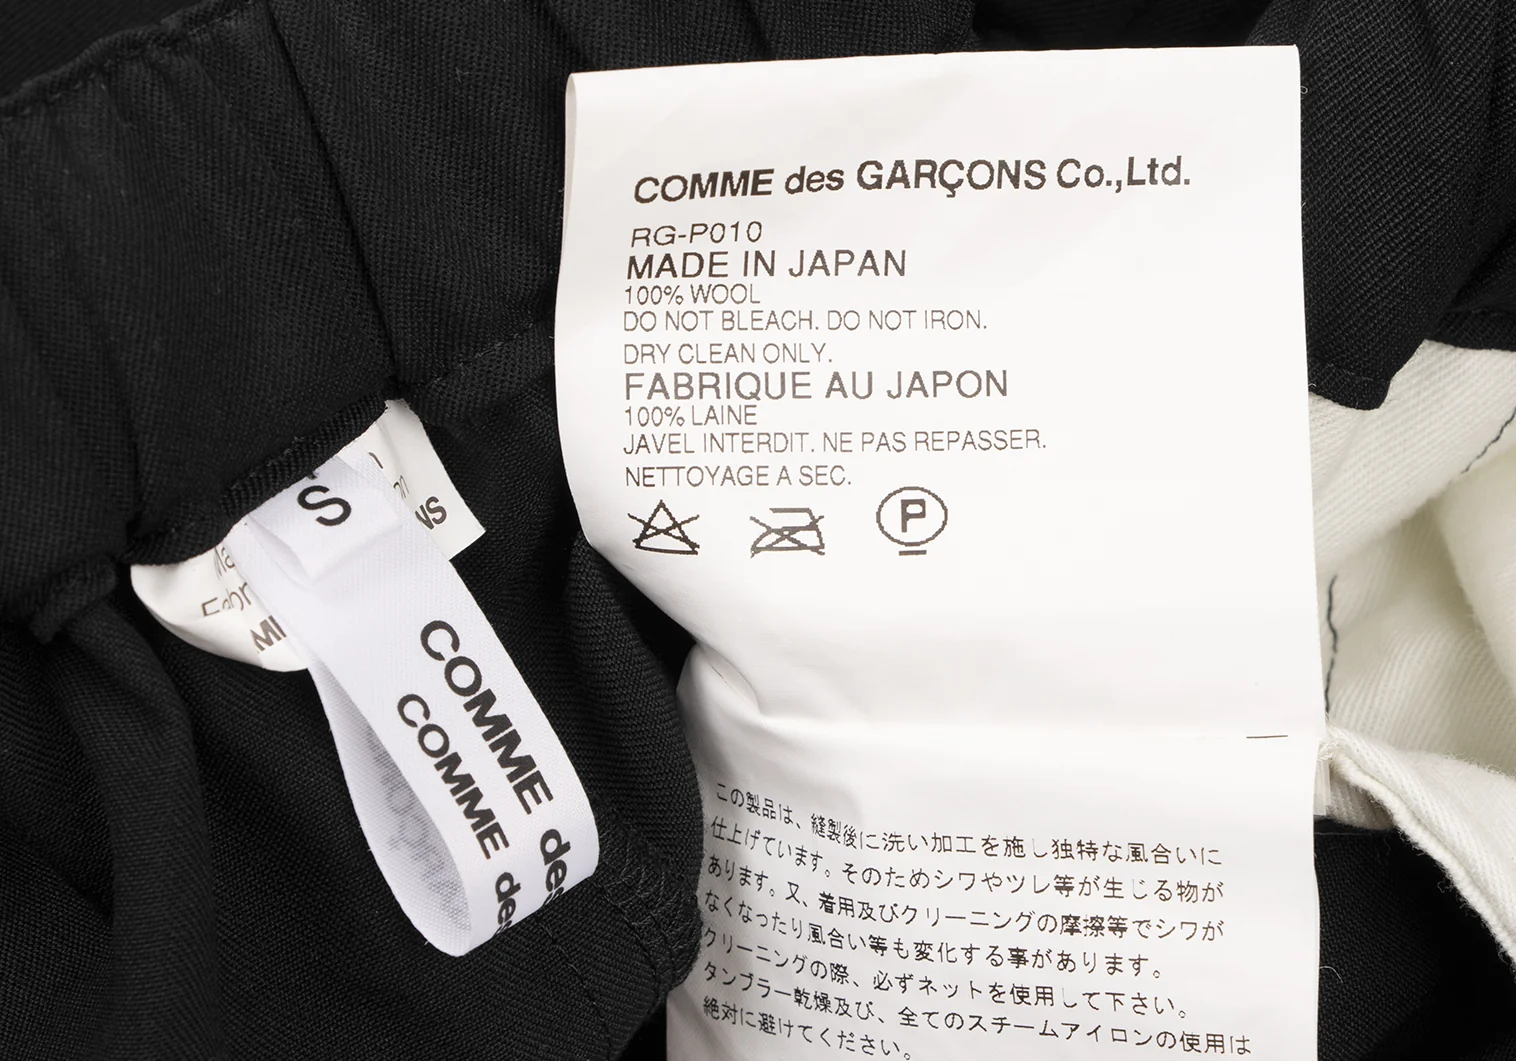 COMME des GARÇONS Co.,Ltd.
RG-P010
MADE IN JAPAN
100% WOOL
DO NOT BLEACH. DO NOT IRON.
DRY CLEAN ONLY.
FABRIQUE AU JAPON
100% LAINE
JAVEL INTERDIT. NE PAS REPASSER.
NETTOYAGE A SEC.
P
この製品は、縫製後に洗い加工を施し独特な風合いに
仕上げています。そのためシワやツレ等が生じる物が
あります。又、着用及びクリーニングの摩擦等でシワが
なくなったり風合い等も変化する事があります。
クリーニングの際、必ずネットを使用して下さい。
タンブラー乾燥及び、全てのスチームアイロンの使用は
絶対に避けてください。
S
NS
COMME des
COMME des